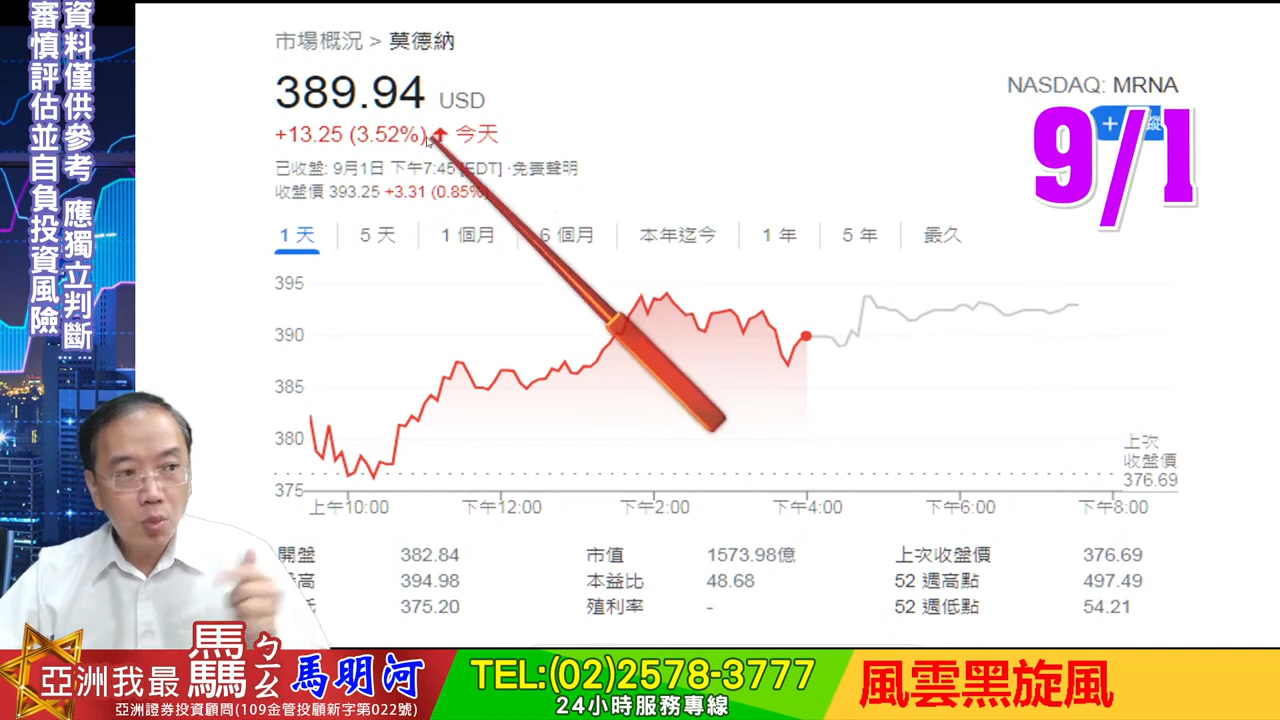 資料僅供參考 應獨立判斷
審慎評估並自負投資風險
市場概況 > 莫德納
389.94 USD
NASDAQ: MRNA
+13.25 (3.52%) 今天
9/1
已收盤: 9月1日 下午7:45 [EDT] ·免責聲明
收盤價 393.25 +3.31 (0.85%)
1 天 5 天 1 個月 6 個月 本年迄今 1 年 5 年 最久
395
390
385
380
375
上次
收盤價
376.69
上午10:00 下午12:00 下午2:00 下午4:00 下午6:00 下午8:00
開盤 382.84 市值 1573.98億 上次收盤價 376.69
高 394.98 本益比 48.68 52 週高點 497.49
375.20 殖利率 - 52 週低點 54.21
亞洲我最馬驫ㄅㄧㄠ馬明河
亞洲證券投資顧問(109金管投顧新字第022號)
TEL:(02)2578-3777
24小時服務專線
風雲黑旋風